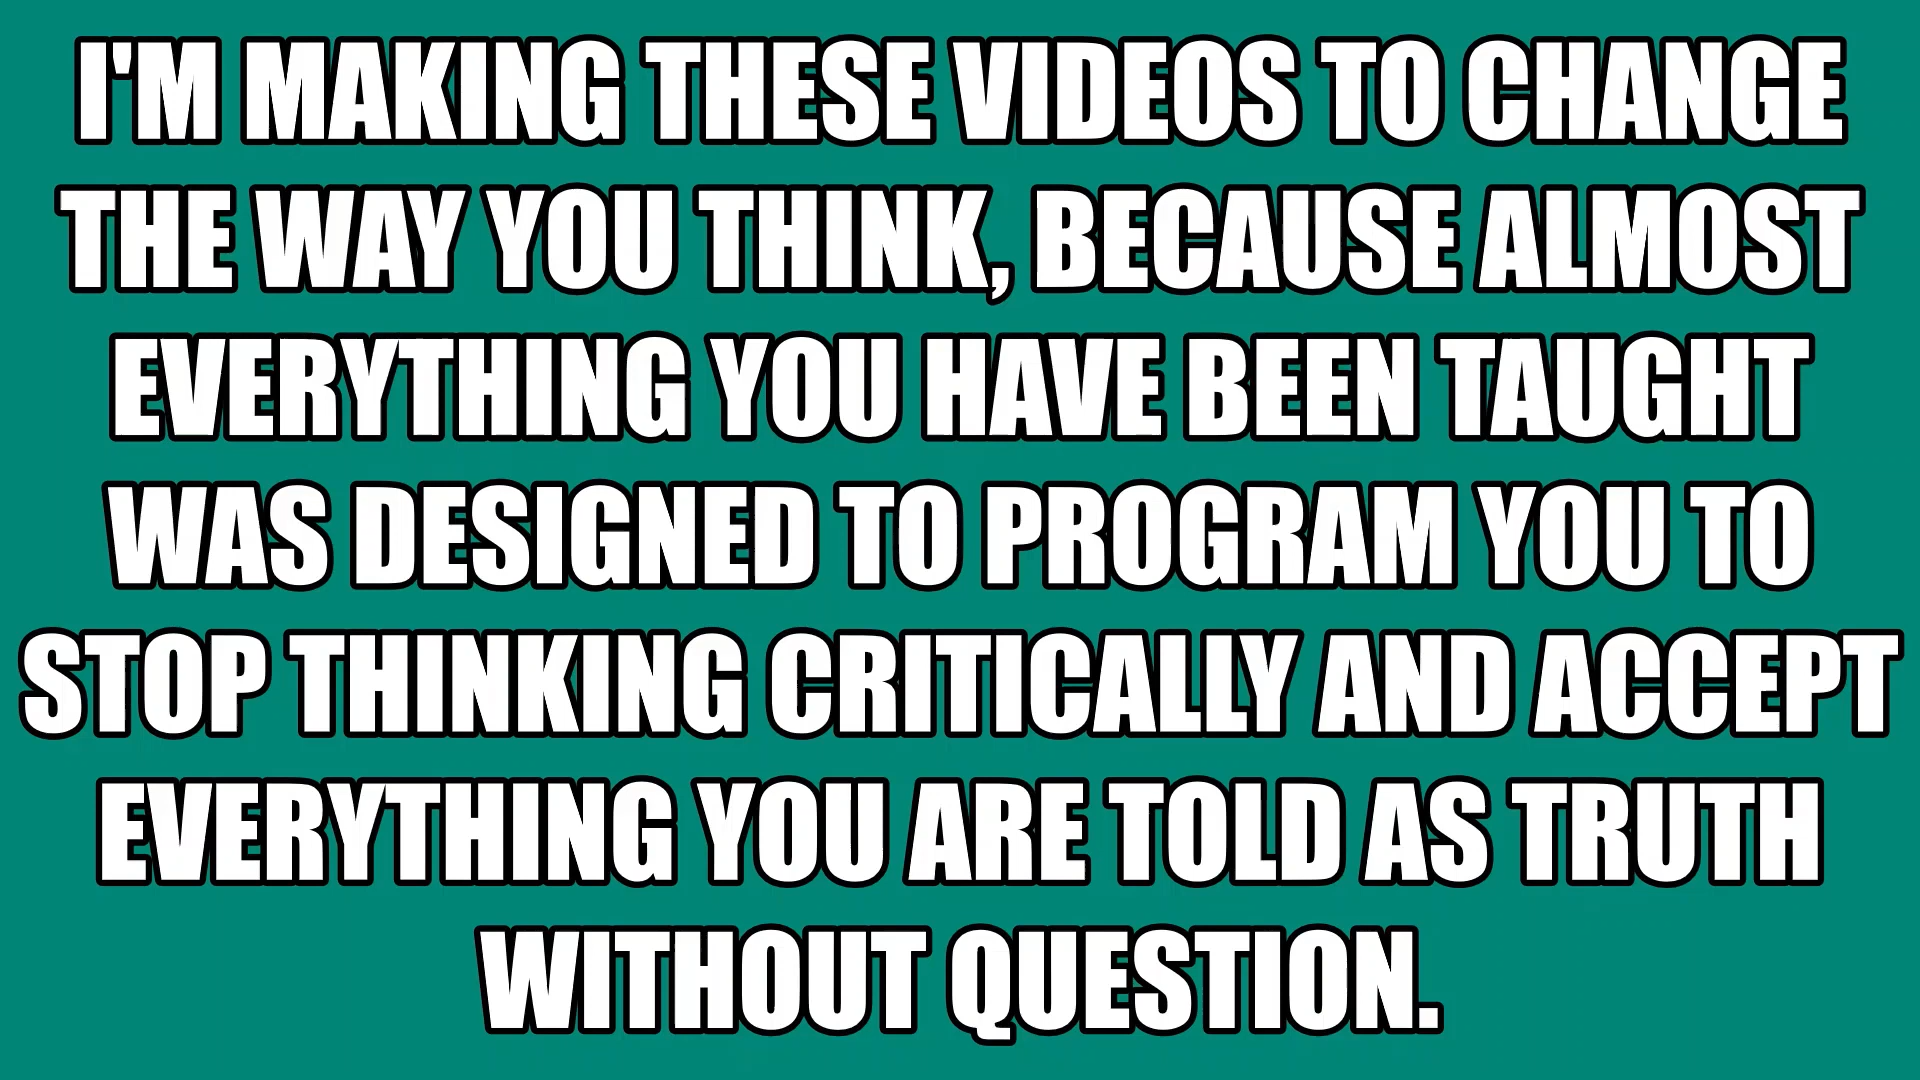 I'M MAKING THESE VIDEOS TO CHANGE
THE WAY YOU THINK, BECAUSE ALMOST
EVERYTHING YOU HAVE BEEN TAUGHT
WAS DESIGNED TO PROGRAM YOU TO
STOP THINKING CRITICALLY AND ACCEPT
EVERYTHING YOU ARE TOLD AS TRUTH
WITHOUT QUESTION.